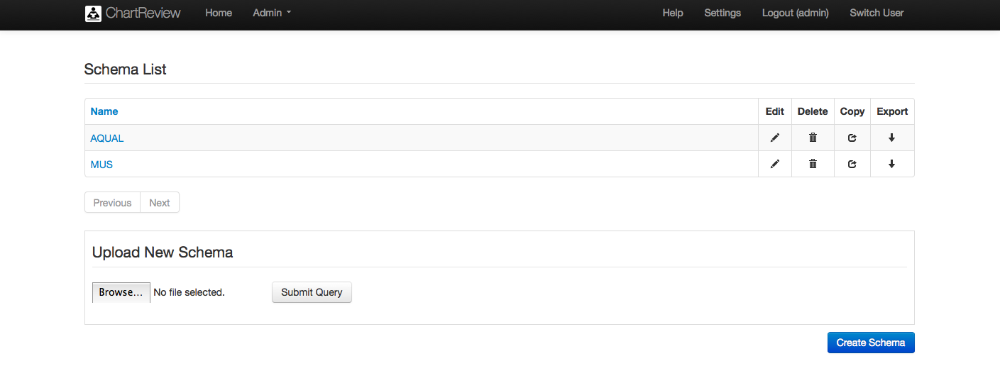 ChartReview Home Admin Help Settings Logout (admin) Switch User
Schema List
Name Edit Delete Copy Export
AQUAL
MUS
Previous Next
Upload New Schema
Browse... No file selected. Submit Query
Create Schema